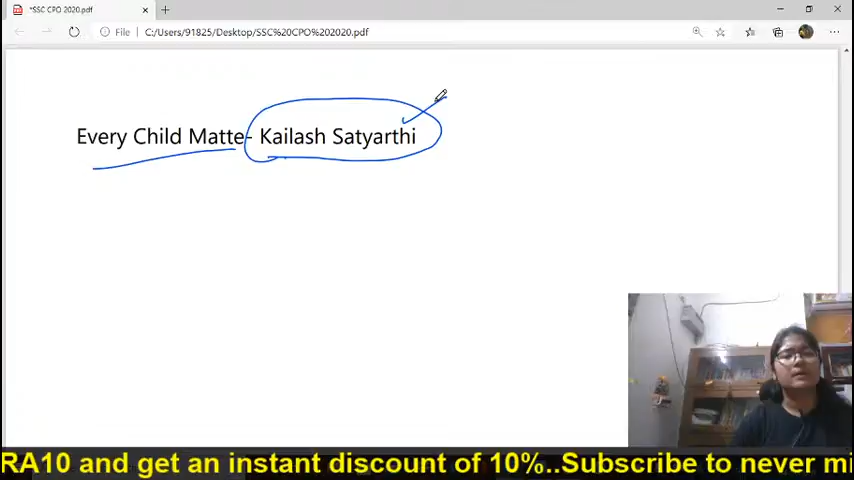 *SSC CPO 2020.pdf
File
C:/Users/91825/Desktop/SSC%20CPO%202020.pdf
Every Child Matte- Kailash Satyarthi
RA10 and get an instant discount of 10%..Subscribe to never mi